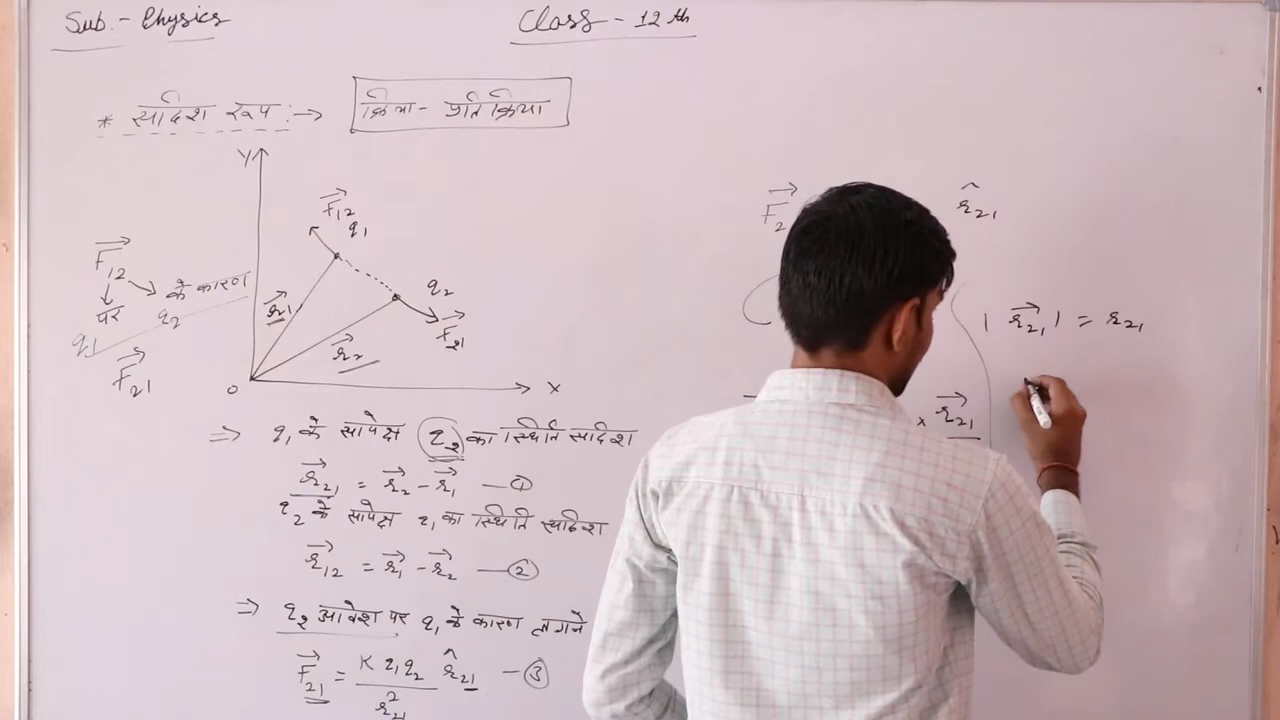 Sub. - Physics
Class - 12 th
* सदिश रूप :→ क्रिया - प्रतिक्रिया
Y
F⃗₁₂
q₁
q₂
F⃗₂₁
r⃗₁
r⃗₂
O
X
F⃗₁₂
के कारण
पर
q₂
q₁
F⃗₂₁
⇒ q₁ के सापेक्ष q₂ का स्थिति सदिश
r⃗₂₁ = r⃗₂ - r⃗₁ — ①
q₂ के सापेक्ष q₁ का स्थिति सदिश
r⃗₁₂ = r⃗₁ - r⃗₂ — ②
⇒ q₂ आवेश पर q₁ के कारण लगने
F⃗₂₁ = K q₁ q₂ / r²₂₁ r̂₂₁ — ③
F⃗₂
r̂₂₁
| r⃗₂₁ | = r₂₁
× r⃗₂₁